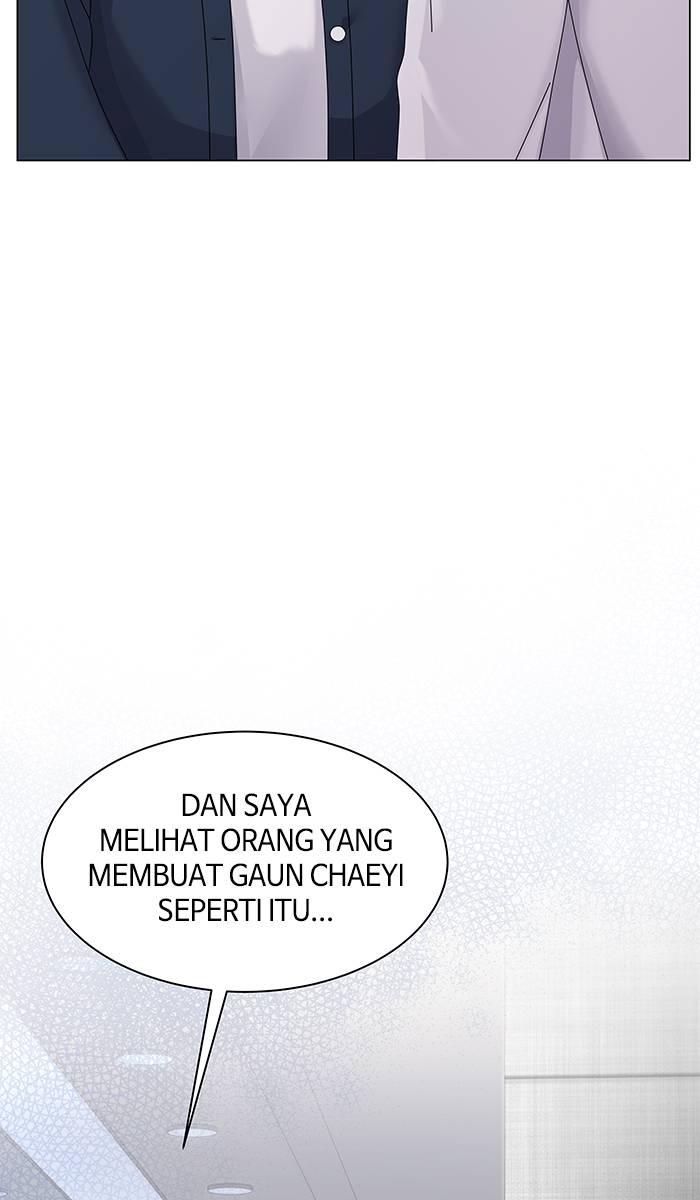 DAN SAYA
MELIHAT ORANG YANG
MEMBUAT GAUN CHAEYI
SEPERTI ITU...